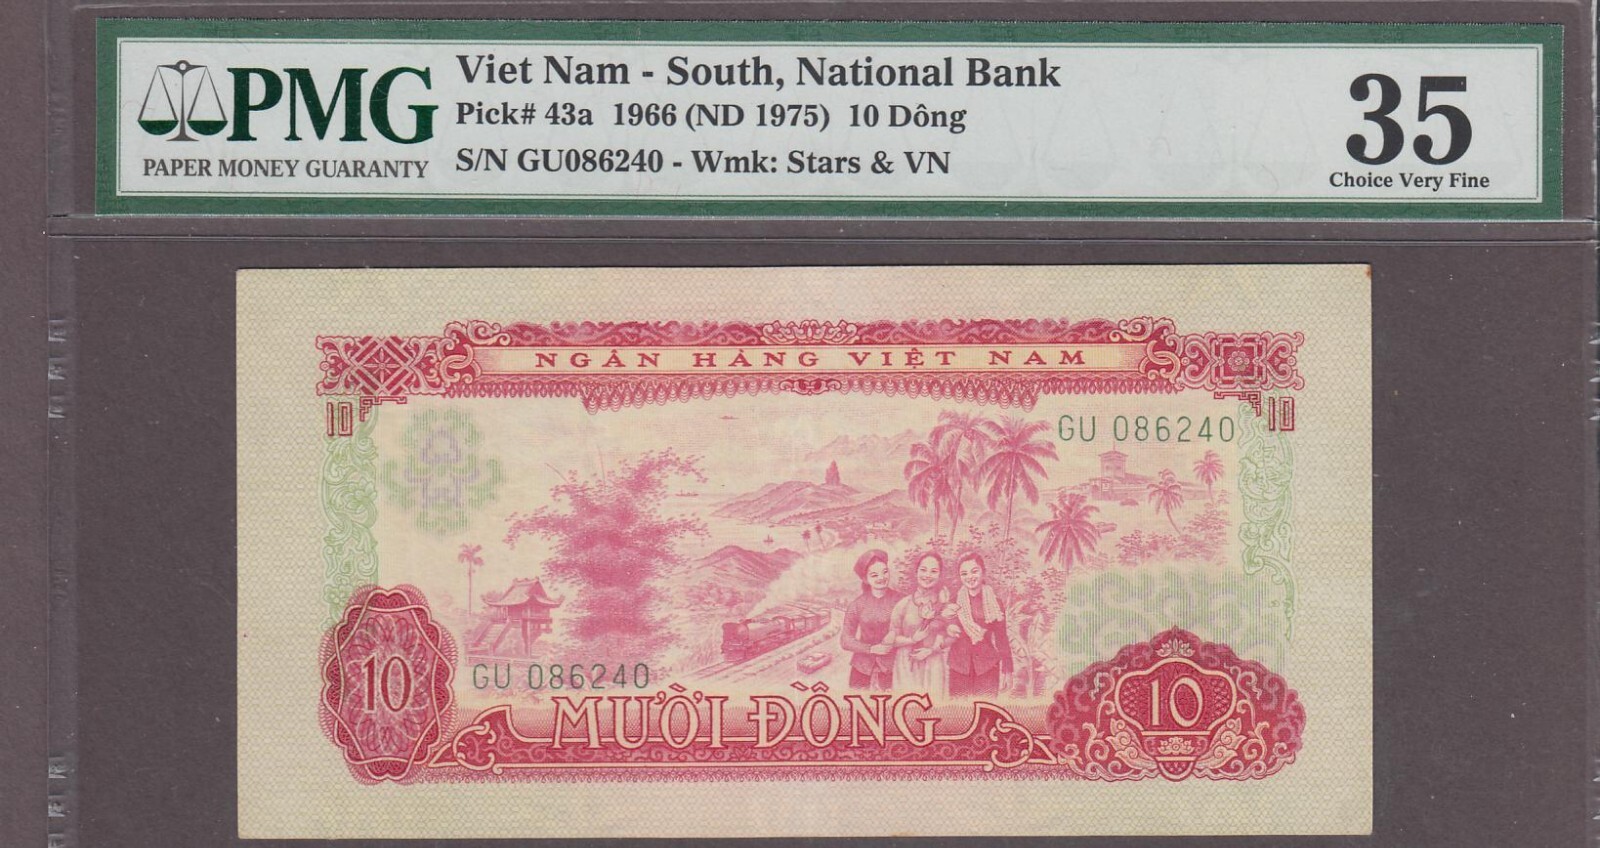 PMG
PAPER MONEY GUARANTY
Viet Nam - South, National Bank
Pick# 43a 1966 (ND 1975) 10 Dông
S/N GU086240 - Wmk: Stars & VN
35
Choice Very Fine
NGÂN HÀNG VIỆT NAM
10
10
GU 086240
GU 086240
10
MƯỜI ĐỒNG
10